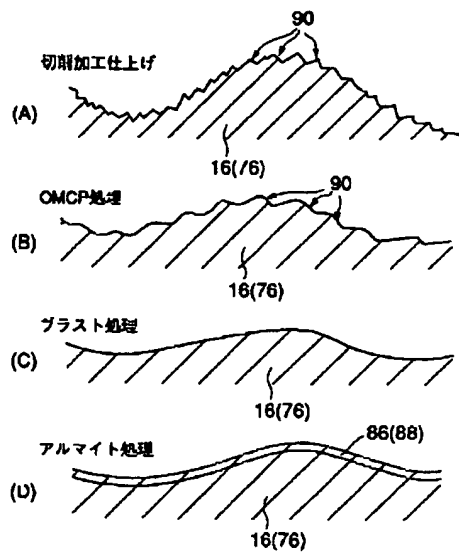 90
切削加工仕上げ
(A)
16(76)
OMCP処理
90
(B)
16(76)
ブラスト処理
(C)
16(76)
アルマイト処理
86(88)
(D)
16(76)